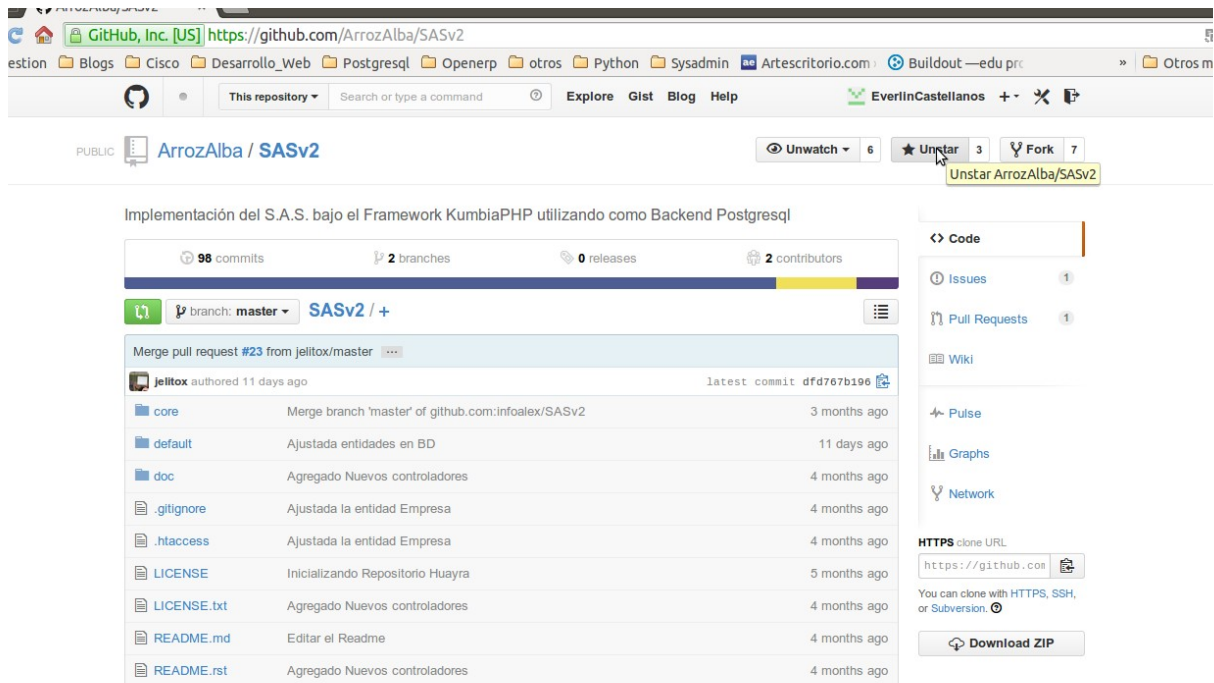 ArrozAlba/SASv2
GitHub, Inc. [US] https://github.com/ArrozAlba/SASv2
estion Blogs Cisco Desarrollo_Web Postgresql Openerp otros Python Sysadmin Artescritorio.com Buildout —edu pro » Otros m
This repository Search or type a command Explore Gist Blog Help EverlinCastellanos
PUBLIC ArrozAlba / SASv2 Unwatch 6 Unstar 3 Fork 7
Unstar ArrozAlba/SASv2
Implementación del S.A.S. bajo el Framework KumbiaPHP utilizando como Backend Postgresql
98 commits 2 branches 0 releases 2 contributors
branch: master SASv2 / +
Merge pull request #23 from jelitox/master ...
jelitox authored 11 days ago latest commit dfd767b196
core Merge branch 'master' of github.com:infoalex/SASv2 3 months ago
default Ajustada entidades en BD 11 days ago
doc Agregado Nuevos controladores 4 months ago
.gitignore Ajustada la entidad Empresa 4 months ago
.htaccess Ajustada la entidad Empresa 4 months ago
LICENSE Inicializando Repositorio Huayra 5 months ago
LICENSE.txt Agregado Nuevos controladores 4 months ago
README.md Editar el Readme 4 months ago
README.rst Agregado Nuevos controladores 4 months ago
<> Code
Issues 1
Pull Requests 1
Wiki
Pulse
Graphs
Network
HTTPS clone URL
https://github.com
You can clone with HTTPS, SSH,
or Subversion.
Download ZIP